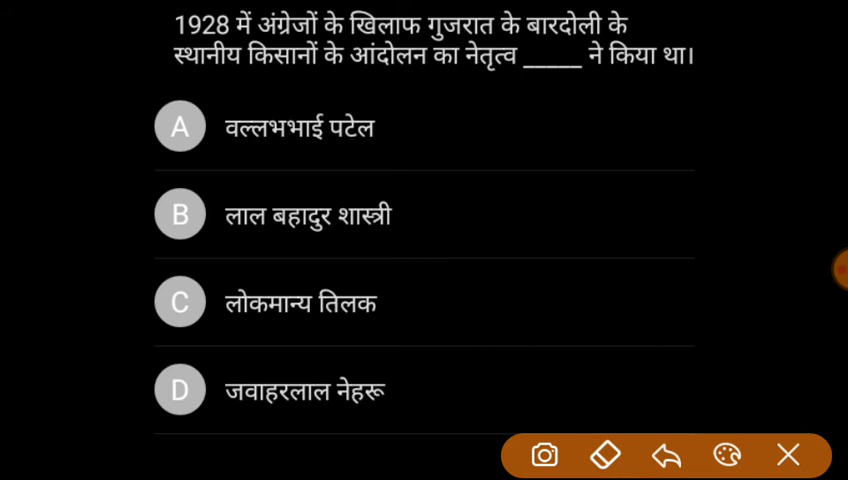 1928 में अंग्रेजों के खिलाफ गुजरात के बारदोली के
स्थानीय किसानों के आंदोलन का नेतृत्व _____ ने किया था।
A वल्लभभाई पटेल
B लाल बहादुर शास्त्री
C लोकमान्य तिलक
D जवाहरलाल नेहरू